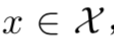 x ∈ 𝒳,